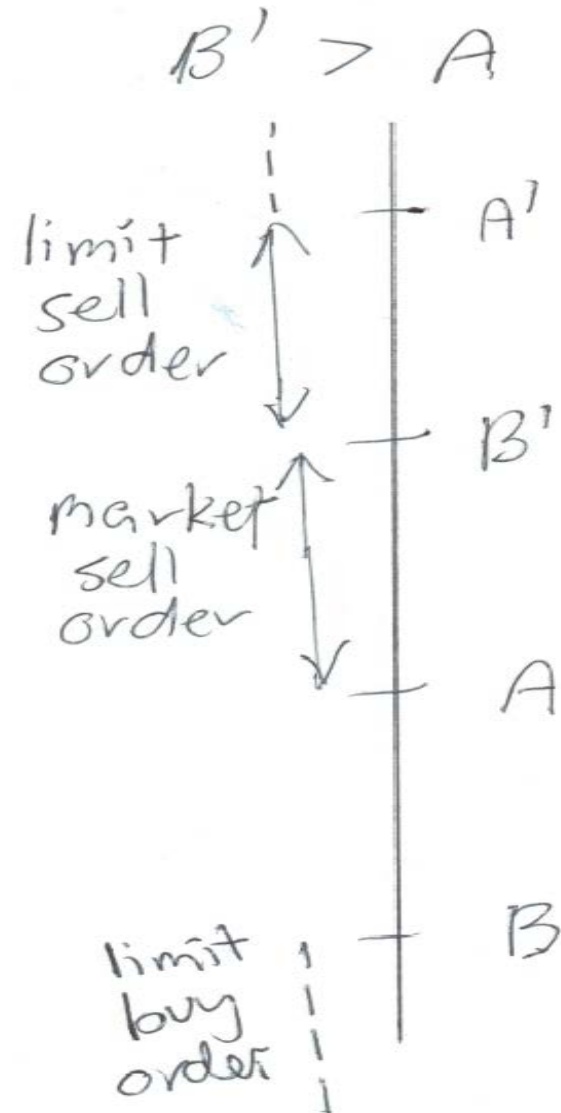 B' > A
A'
limit
sell
order
B'
market
sell
order
A
B
limit
buy
order